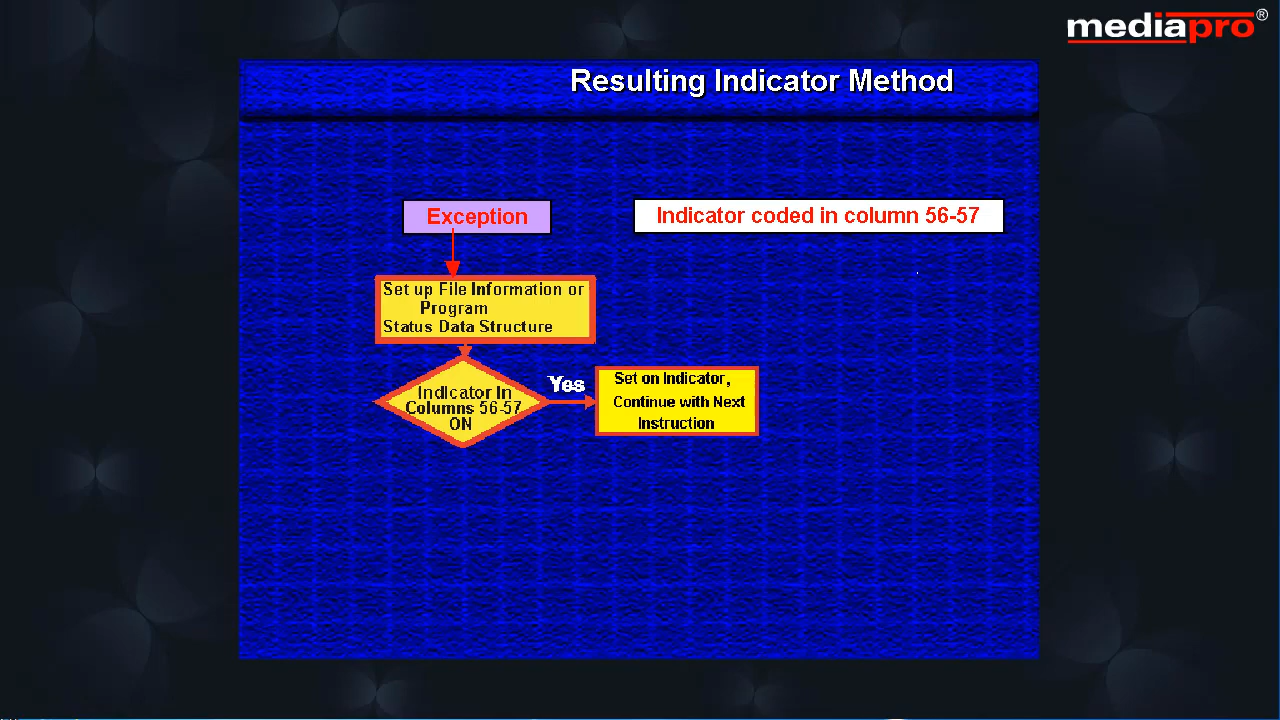 mediapro®
Resulting Indicator Method
Exception
Indicator coded in column 56-57
Set up File Information or
Program
Status Data Structure
Indicator In
Columns 56-57
ON
Yes
Set on Indicator,
Continue with Next
Instruction